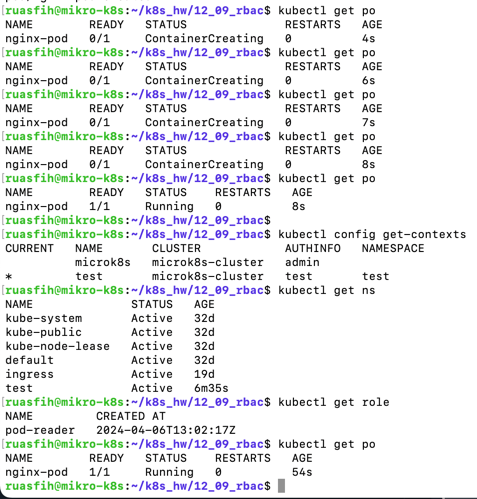 [ruasfih@mikro-k8s:~/k8s_hw/12_09_rbac$ kubectl get po
NAME        READY   STATUS              RESTARTS   AGE
nginx-pod   0/1     ContainerCreating   0          4s
[ruasfih@mikro-k8s:~/k8s_hw/12_09_rbac$ kubectl get po
NAME        READY   STATUS              RESTARTS   AGE
nginx-pod   0/1     ContainerCreating   0          6s
[ruasfih@mikro-k8s:~/k8s_hw/12_09_rbac$ kubectl get po
NAME        READY   STATUS              RESTARTS   AGE
nginx-pod   0/1     ContainerCreating   0          7s
[ruasfih@mikro-k8s:~/k8s_hw/12_09_rbac$ kubectl get po
NAME        READY   STATUS              RESTARTS   AGE
nginx-pod   0/1     ContainerCreating   0          8s
[ruasfih@mikro-k8s:~/k8s_hw/12_09_rbac$ kubectl get po
NAME        READY   STATUS    RESTARTS   AGE
nginx-pod   1/1     Running   0          8s
[ruasfih@mikro-k8s:~/k8s_hw/12_09_rbac$
[ruasfih@mikro-k8s:~/k8s_hw/12_09_rbac$ kubectl config get-contexts
CURRENT   NAME       CLUSTER            AUTHINFO   NAMESPACE
          microk8s   microk8s-cluster   admin
*         test       microk8s-cluster   test       test
[ruasfih@mikro-k8s:~/k8s_hw/12_09_rbac$ kubectl get ns
NAME              STATUS   AGE
kube-system       Active   32d
kube-public       Active   32d
kube-node-lease   Active   32d
default           Active   32d
ingress           Active   19d
test              Active   6m35s
[ruasfih@mikro-k8s:~/k8s_hw/12_09_rbac$ kubectl get role
NAME         CREATED AT
pod-reader   2024-04-06T13:02:17Z
[ruasfih@mikro-k8s:~/k8s_hw/12_09_rbac$ kubectl get po
NAME        READY   STATUS    RESTARTS   AGE
nginx-pod   1/1     Running   0          54s
ruasfih@mikro-k8s:~/k8s_hw/12_09_rbac$